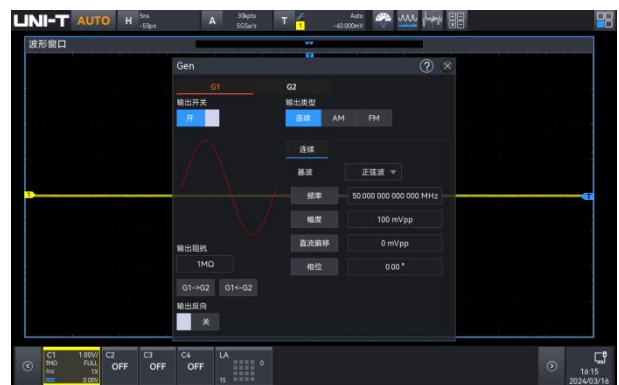 UNI-T AUTO H 5ns -50ps A 30kpts 5GSa/s T 1 Auto -40.000mV
波形窗口
T
Gen ?
G1 G2
输出开关 输出类型
开 连续 AM FM
连续
基波 正弦波
频率 50.000 000 000 000 MHz
幅度 100 mVpp
直流偏移 0 mVpp
相位 0.00 °
输出阻抗
1MΩ
G1->G2 G1<-G2
输出反向
关
1 T
C1 1.00V/ C2 C3 C4 LA
1MΩ FULL OFF OFF OFF 0
1X
0.00V 15
16:15
2024/03/16